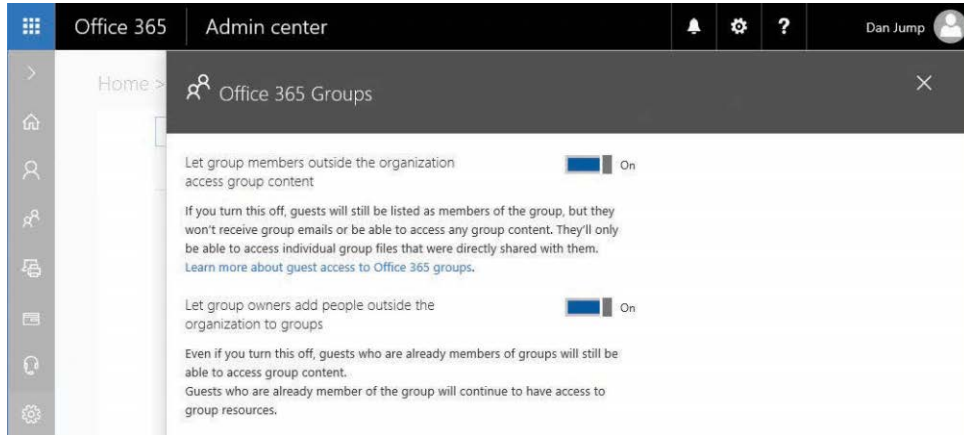 Office 365 Admin center ? Dan Jump
Home >
Office 365 Groups
Let group members outside the organization On
access group content
If you turn this off, guests will still be listed as members of the group, but they
won't receive group emails or be able to access any group content. They'll only
be able to access individual group files that were directly shared with them.
Learn more about guest access to Office 365 groups.
Let group owners add people outside the On
organization to groups
Even if you turn this off, guests who are already members of groups will still be
able to access group content.
Guests who are already member of the group will continue to have access to
group resources.